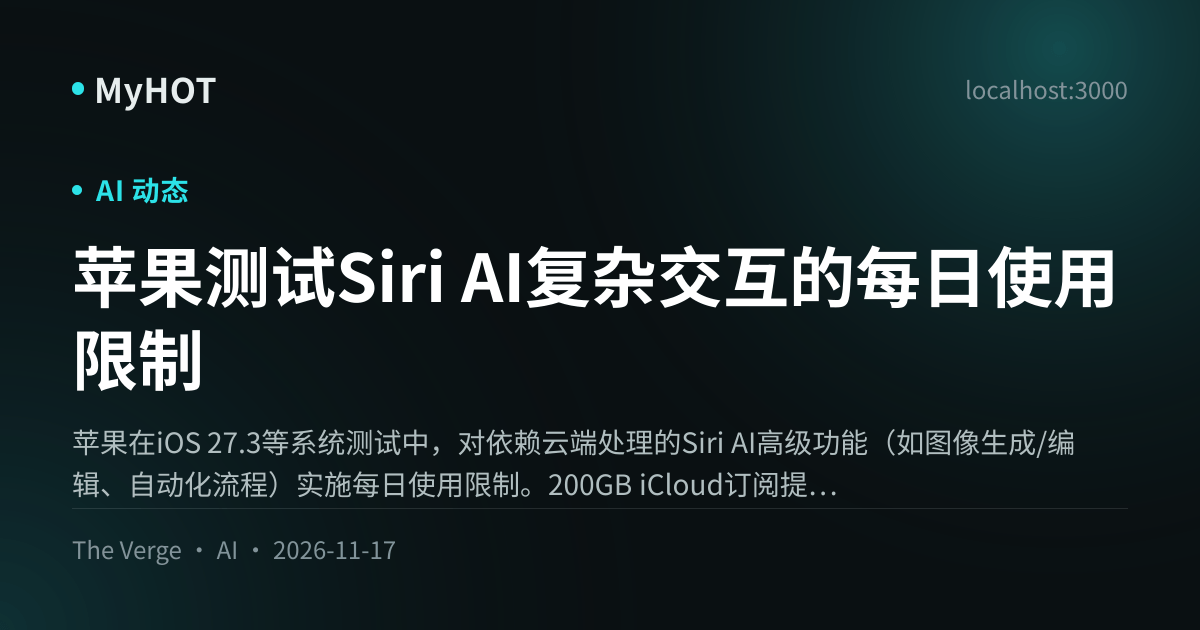 MyHOT
localhost:3000
AI 动态
苹果测试Siri AI复杂交互的每日使用
限制
苹果在iOS 27.3等系统测试中，对依赖云端处理的Siri AI高级功能（如图像生成/编
辑、自动化流程）实施每日使用限制。200GB iCloud订阅提…
The Verge · AI · 2026-11-17